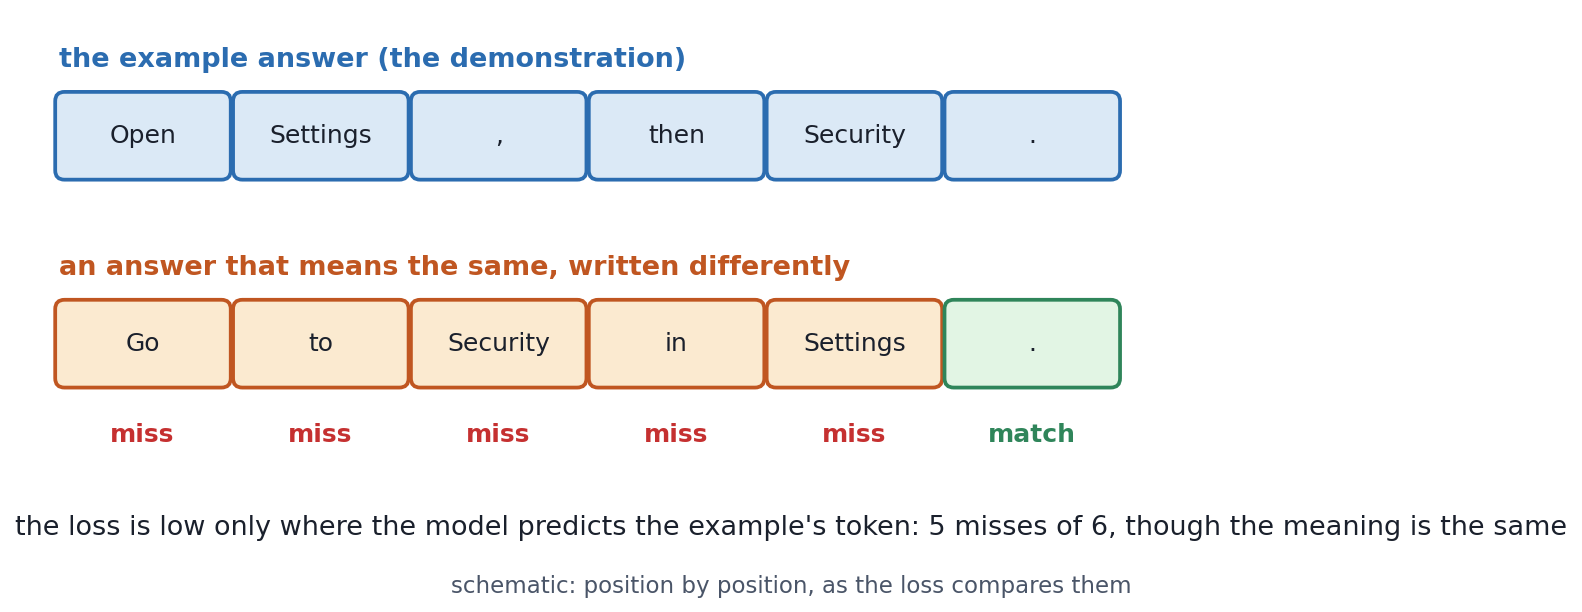 the example answer (the demonstration)
Open Settings , then Security .
an answer that means the same, written differently
Go to Security in Settings .
miss miss miss miss miss match
the loss is low only where the model predicts the example's token: 5 misses of 6, though the meaning is the same
schematic: position by position, as the loss compares them